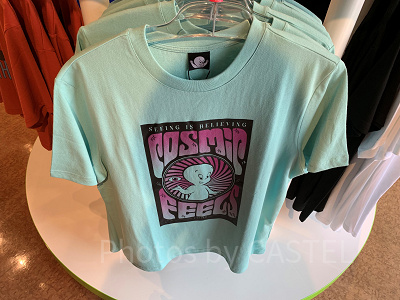 SEEING IS BELIEVING
COSMIC
FEELS
Photos by CASTEL